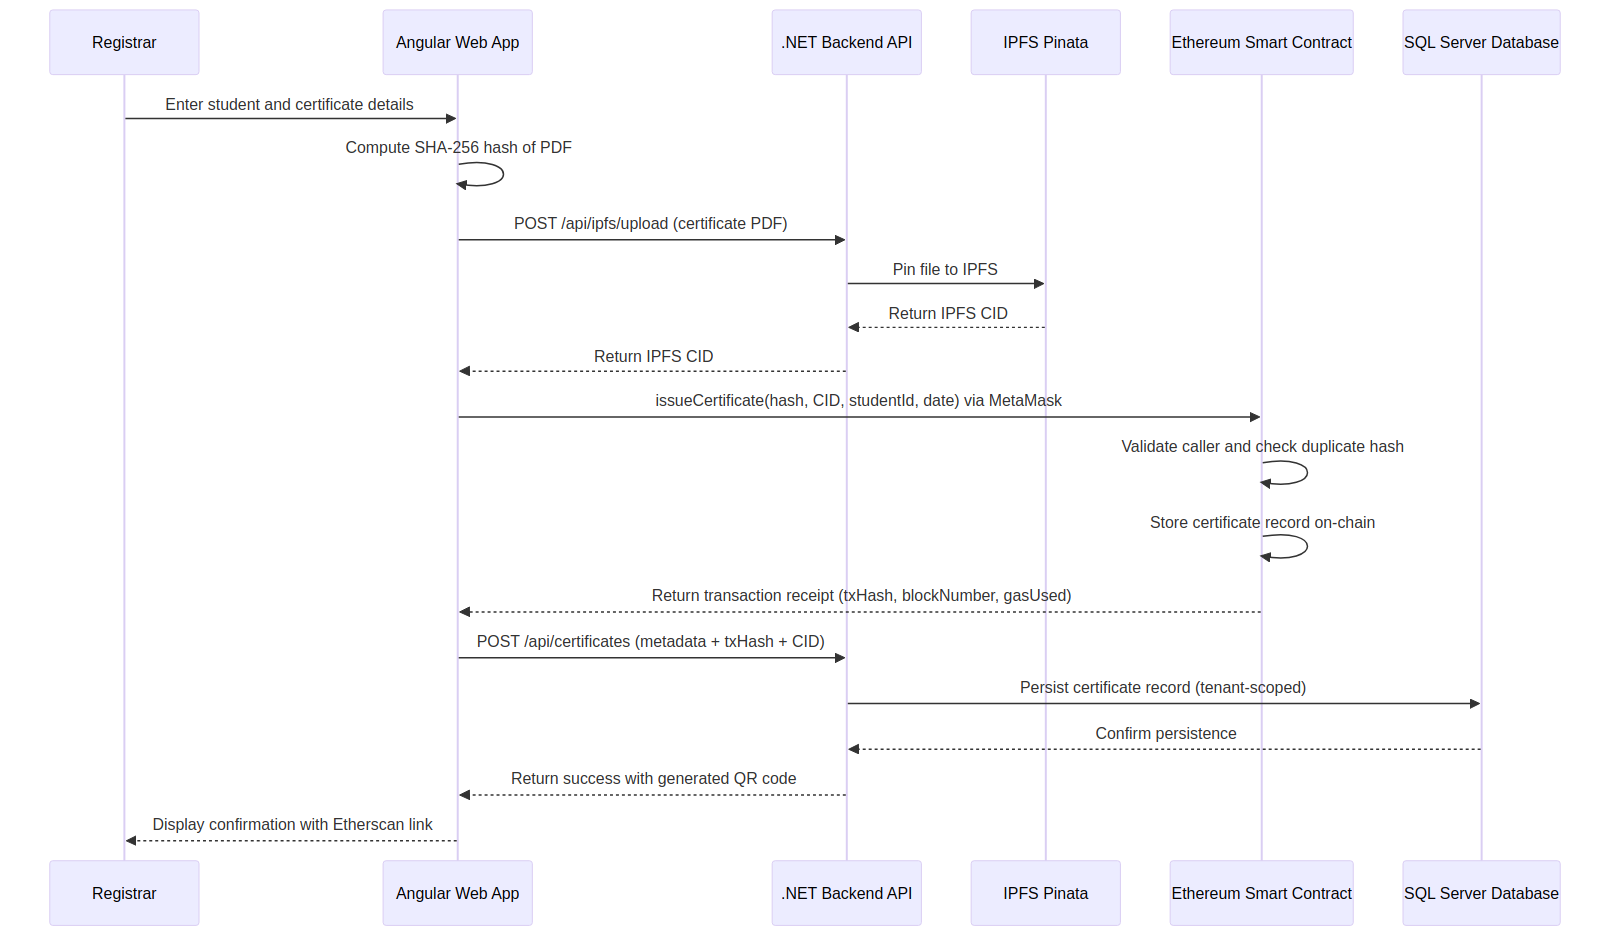 Registrar
Angular Web App
.NET Backend API
IPFS Pinata
Ethereum Smart Contract
SQL Server Database
Enter student and certificate details
Compute SHA-256 hash of PDF
POST /api/ipfs/upload (certificate PDF)
Pin file to IPFS
Return IPFS CID
Return IPFS CID
issueCertificate(hash, CID, studentId, date) via MetaMask
Validate caller and check duplicate hash
Store certificate record on-chain
Return transaction receipt (txHash, blockNumber, gasUsed)
POST /api/certificates (metadata + txHash + CID)
Persist certificate record (tenant-scoped)
Confirm persistence
Return success with generated QR code
Display confirmation with Etherscan link
Registrar
Angular Web App
.NET Backend API
IPFS Pinata
Ethereum Smart Contract
SQL Server Database